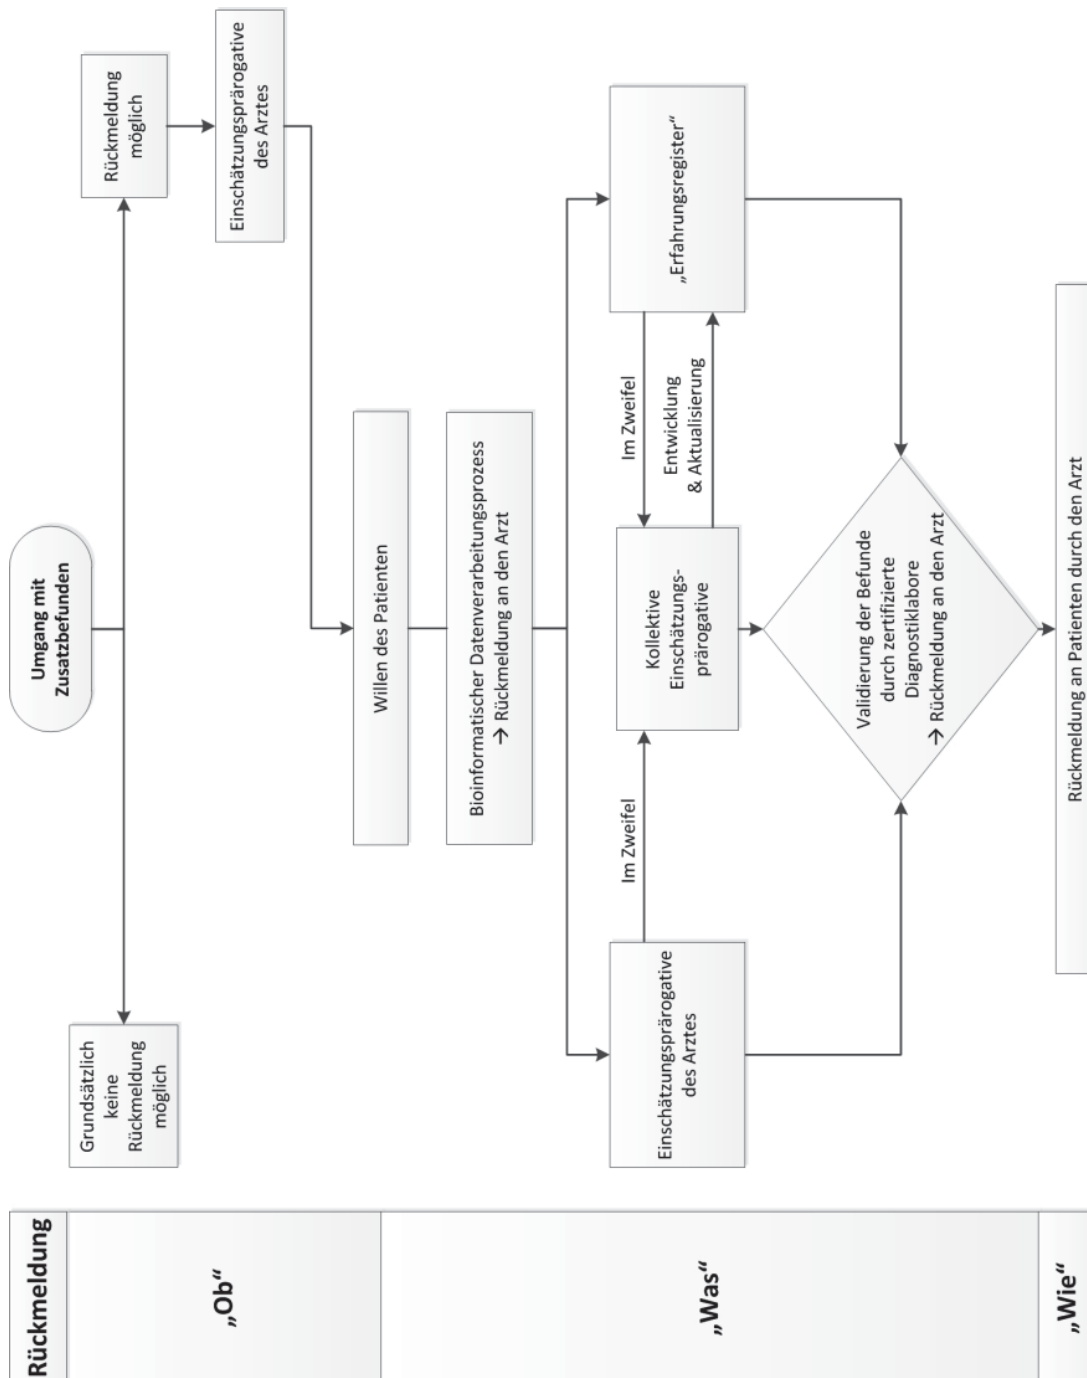 Rückmeldung
„Ob“
„Was“
„Wie“
Umgang mit
Zusatzbefunden
Grundsätzlich
keine
Rückmeldung
möglich
Rückmeldung
möglich
Einschätzungsprärogative
des Arztes
Willen des Patienten
Bioinformatischer Datenverarbeitungsprozess
→ Rückmeldung an den Arzt
Einschätzungsprärogative
des Arztes
Im Zweifel
Kollektive
Einschätzungs-
prärogative
Im Zweifel
Entwicklung
& Aktualisierung
„Erfahrungsregister“
Validierung der Befunde
durch zertifizierte
Diagnostiklabore
→ Rückmeldung an den Arzt
Rückmeldung an Patienten durch den Arzt